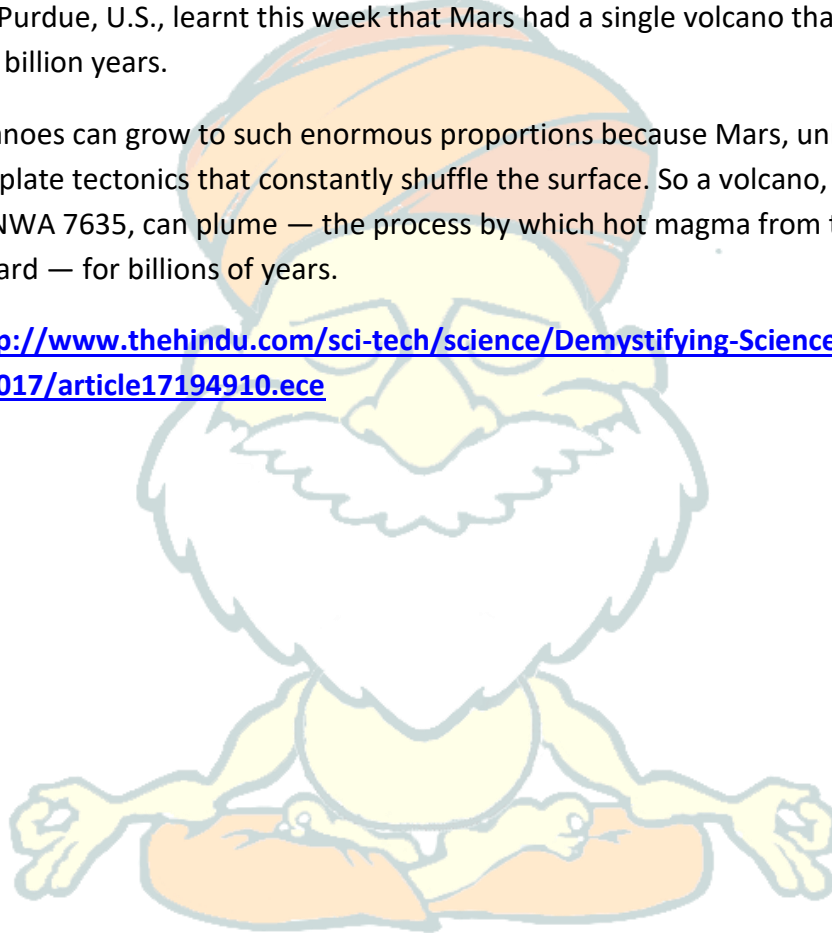 Purdue, U.S., learnt this week that Mars had a single volcano tha
billion years.
anoes can grow to such enormous proportions because Mars, un
plate tectonics that constantly shuffle the surface. So a volcano,
NWA 7635, can plume — the process by which hot magma from t
ard — for billions of years.
p://www.thehindu.com/sci-tech/science/Demystifying-Science
017/article17194910.ece